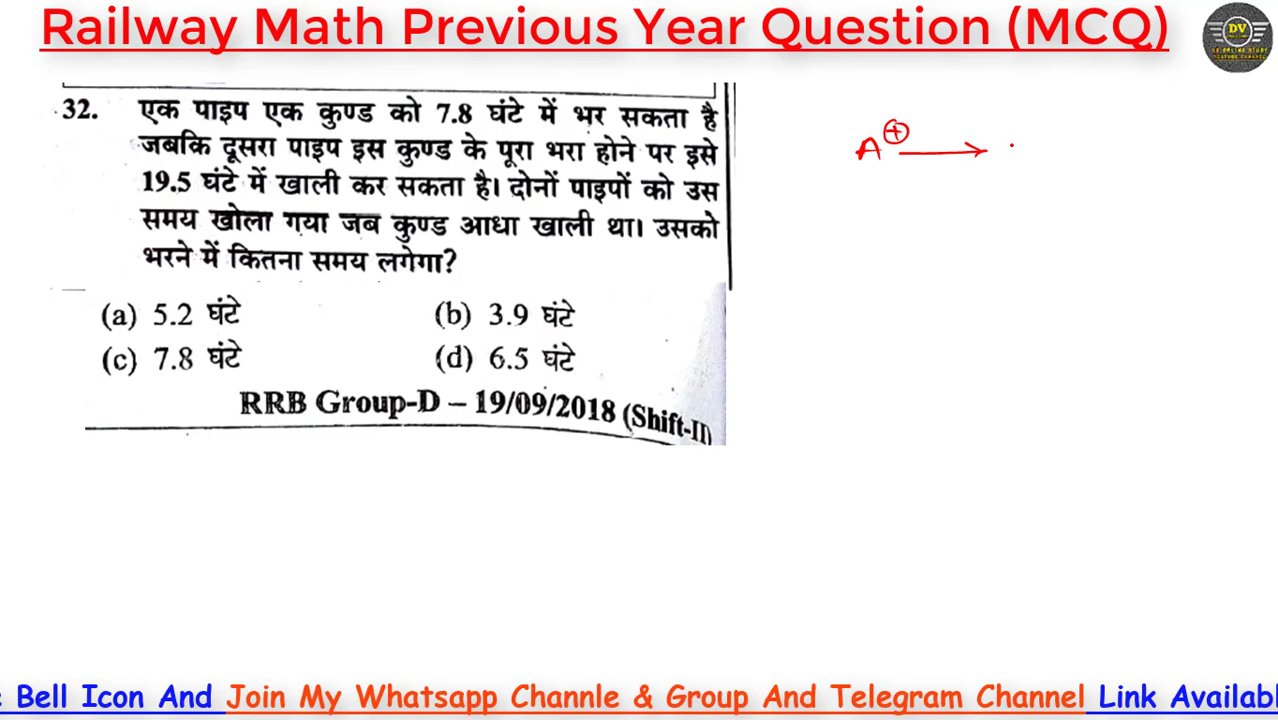 Railway Math Previous Year Question (MCQ)
DV
32. एक पाइप एक कुण्ड को 7.8 घंटे में भर सकता है
जबकि दूसरा पाइप इस कुण्ड के पूरा भरा होने पर इसे
19.5 घंटे में खाली कर सकता है। दोनों पाइपों को उस
समय खोला गया जब कुण्ड आधा खाली था। उसको
भरने में कितना समय लगेगा?
(a) 5.2 घंटे (b) 3.9 घंटे
(c) 7.8 घंटे (d) 6.5 घंटे
RRB Group-D – 19/09/2018 (Shift-II)
A⊕ →
Bell Icon And Join My Whatsapp Channle & Group And Telegram Channel Link Availabl